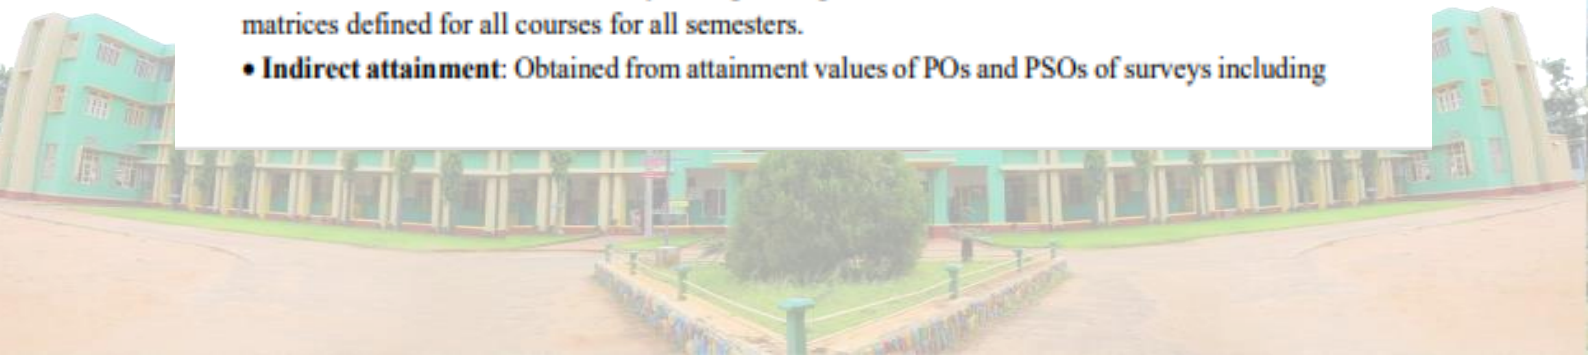 matrices defined for all courses for all semesters.
• Indirect attainment: Obtained from attainment values of POs and PSOs of surveys including